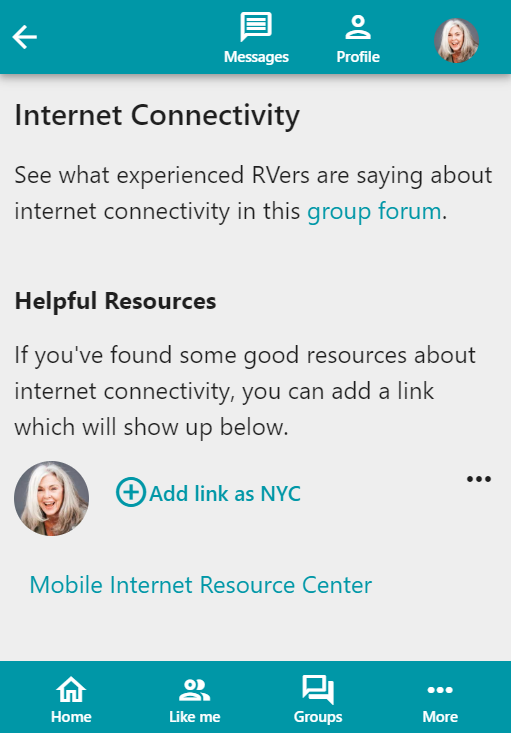 Messages
Profile
Internet Connectivity
See what experienced RVers are saying about
internet connectivity in this group forum.
Helpful Resources
If you've found some good resources about
internet connectivity, you can add a link
which will show up below.
Add link as NYC
Mobile Internet Resource Center
Home
Like me
Groups
More